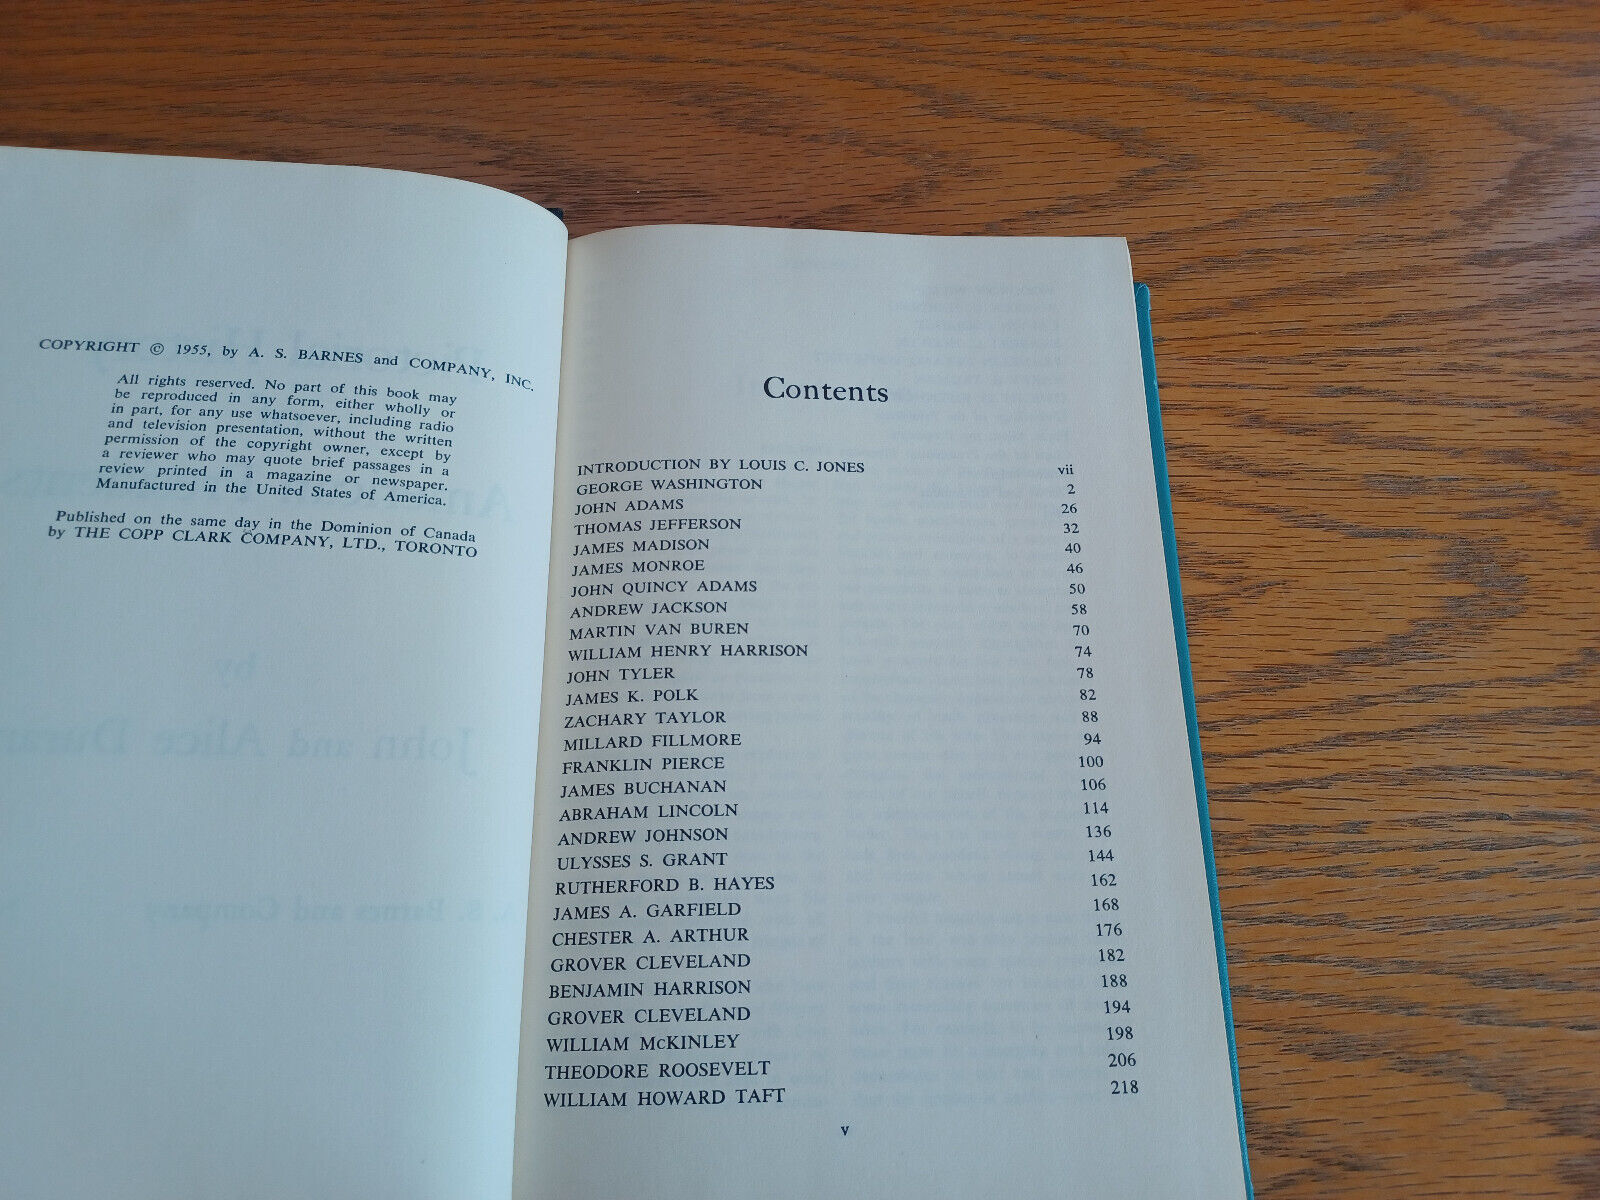 COPYRIGHT © 1955, by A. S. BARNES and COMPANY, INC.
All rights reserved. No part of this book may
be reproduced in any form, either wholly or
in part, for any use whatsoever, including radio
and television presentation, without the written
permission of the copyright owner, except by
a reviewer who may quote brief passages in a
review printed in a magazine or newspaper.
Manufactured in the United States of America.
Published on the same day in the Dominion of Canada
by THE COPP CLARK COMPANY, LTD., TORONTO
Contents
INTRODUCTION BY LOUIS C. JONES vii
GEORGE WASHINGTON 2
JOHN ADAMS 26
THOMAS JEFFERSON 32
JAMES MADISON 40
JAMES MONROE 46
JOHN QUINCY ADAMS 50
ANDREW JACKSON 58
MARTIN VAN BUREN 70
WILLIAM HENRY HARRISON 74
JOHN TYLER 78
JAMES K. POLK 82
ZACHARY TAYLOR 88
MILLARD FILLMORE 94
FRANKLIN PIERCE 100
JAMES BUCHANAN 106
ABRAHAM LINCOLN 114
ANDREW JOHNSON 136
ULYSSES S. GRANT 144
RUTHERFORD B. HAYES 162
JAMES A. GARFIELD 168
CHESTER A. ARTHUR 176
GROVER CLEVELAND 182
BENJAMIN HARRISON 188
GROVER CLEVELAND 194
WILLIAM McKINLEY 198
THEODORE ROOSEVELT 206
WILLIAM HOWARD TAFT 218
v